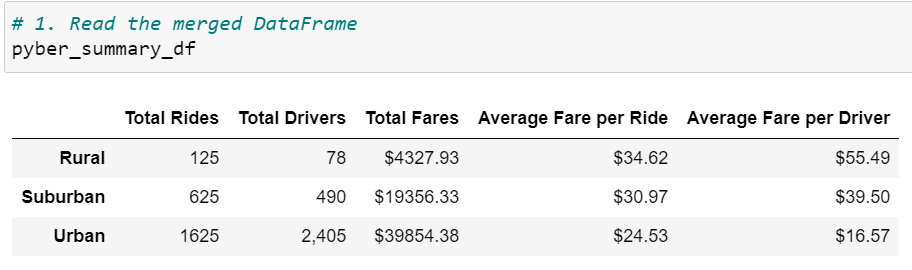 # 1. Read the merged DataFrame
pyber_summary_df
Total Rides Total Drivers Total Fares Average Fare per Ride Average Fare per Driver
Rural 125 78 $4327.93 $34.62 $55.49
Suburban 625 490 $19356.33 $30.97 $39.50
Urban 1625 2,405 $39854.38 $24.53 $16.57